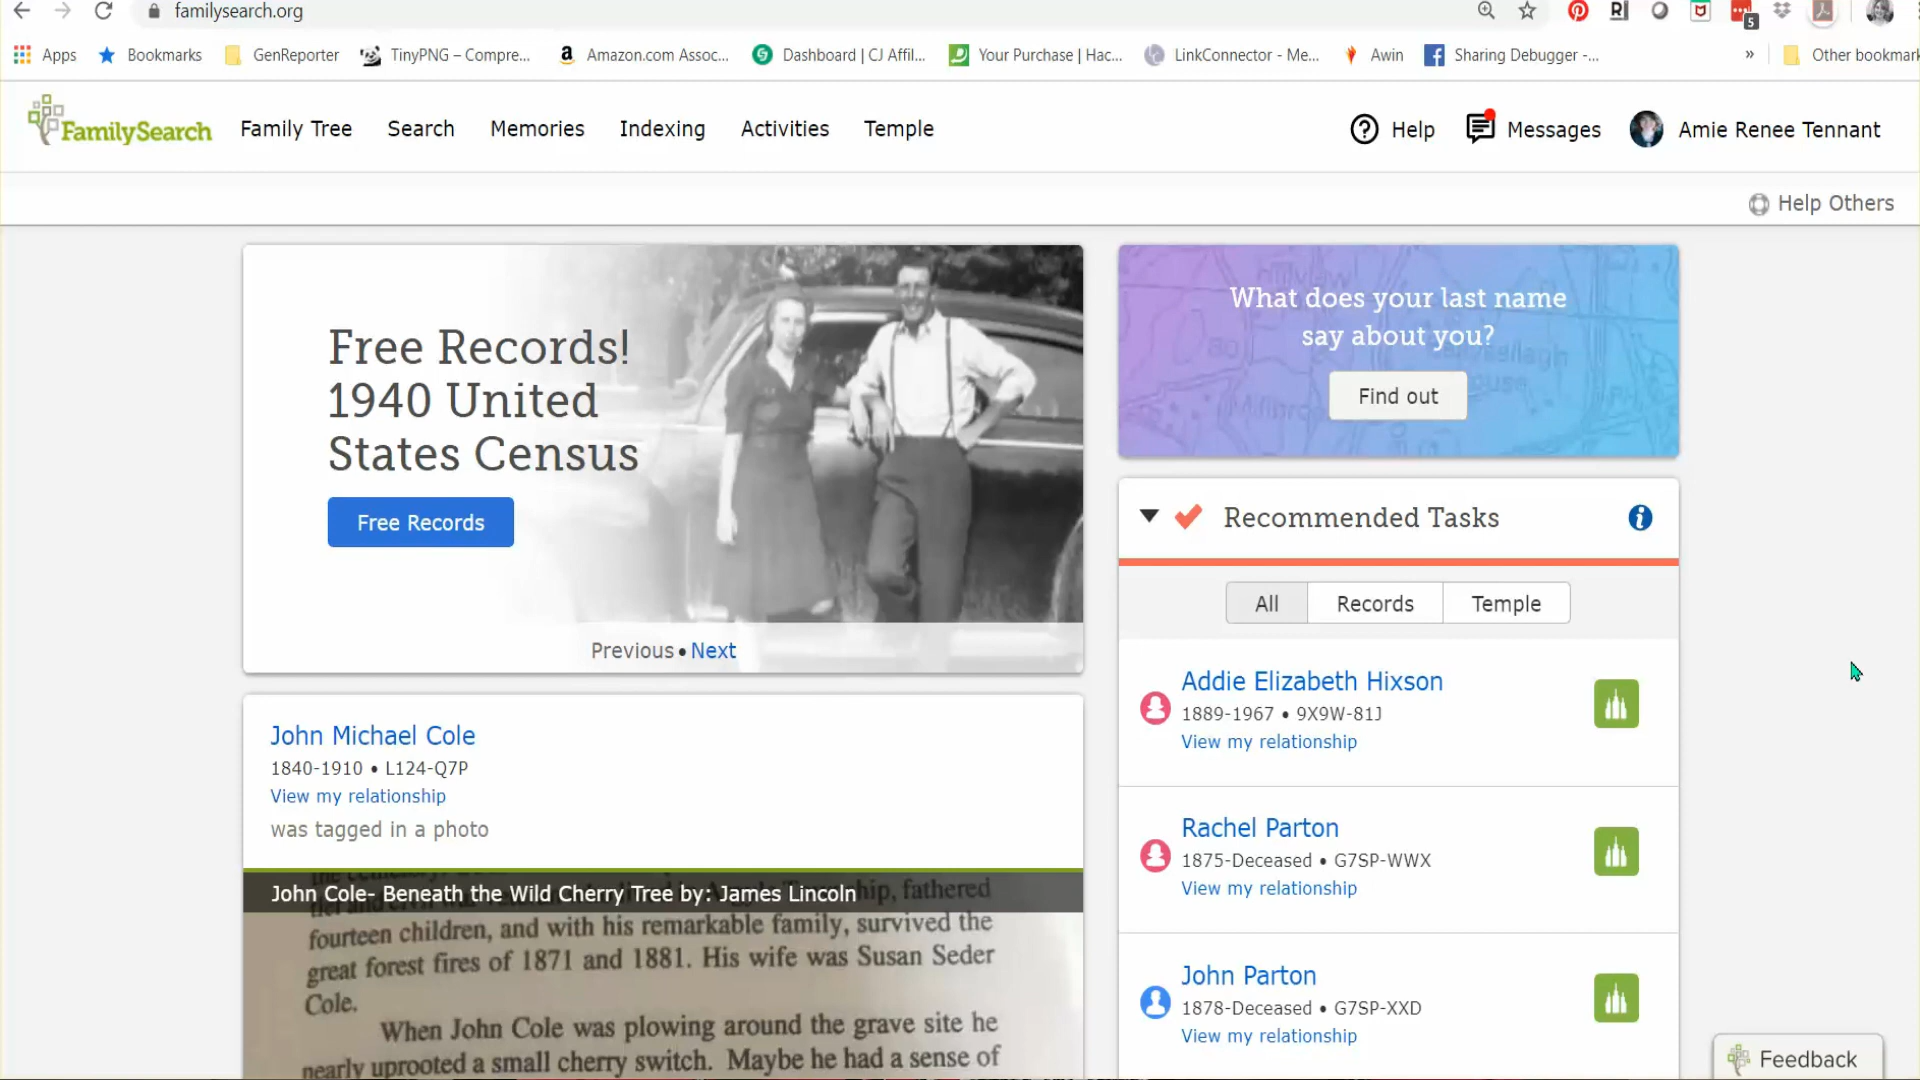 familysearch.org
5
Apps
Bookmarks
GenReporter
TinyPNG – Compre...
a
Amazon.com Assoc...
Dashboard | CJ Affil...
Your Purchase | Hac...
LinkConnector - Me...
Awin
Sharing Debugger -...
»
Other bookmark
FamilySearch
Family Tree
Search
Memories
Indexing
Activities
Temple
Help
Messages
Amie Renee Tennant
Help Others
Free Records!
1940 United
States Census
Free Records
Previous • Next
What does your last name
say about you?
Find out
Recommended Tasks
All
Records
Temple
Addie Elizabeth Hixson
1889-1967 • 9X9W-81J
View my relationship
Rachel Parton
1875-Deceased • G7SP-WWX
View my relationship
John Parton
1878-Deceased • G7SP-XXD
View my relationship
John Michael Cole
1840-1910 • L124-Q7P
View my relationship
was tagged in a photo
John Cole- Beneath the Wild Cherry Tree by: James Lincoln
fathered
fourteen children, and with his remarkable family, survived the
great forest fires of 1871 and 1881. His wife was Susan Seder
Cole.
When John Cole was plowing around the grave site he
nearly uprooted a small cherry switch. Maybe he had a sense of
Feedback